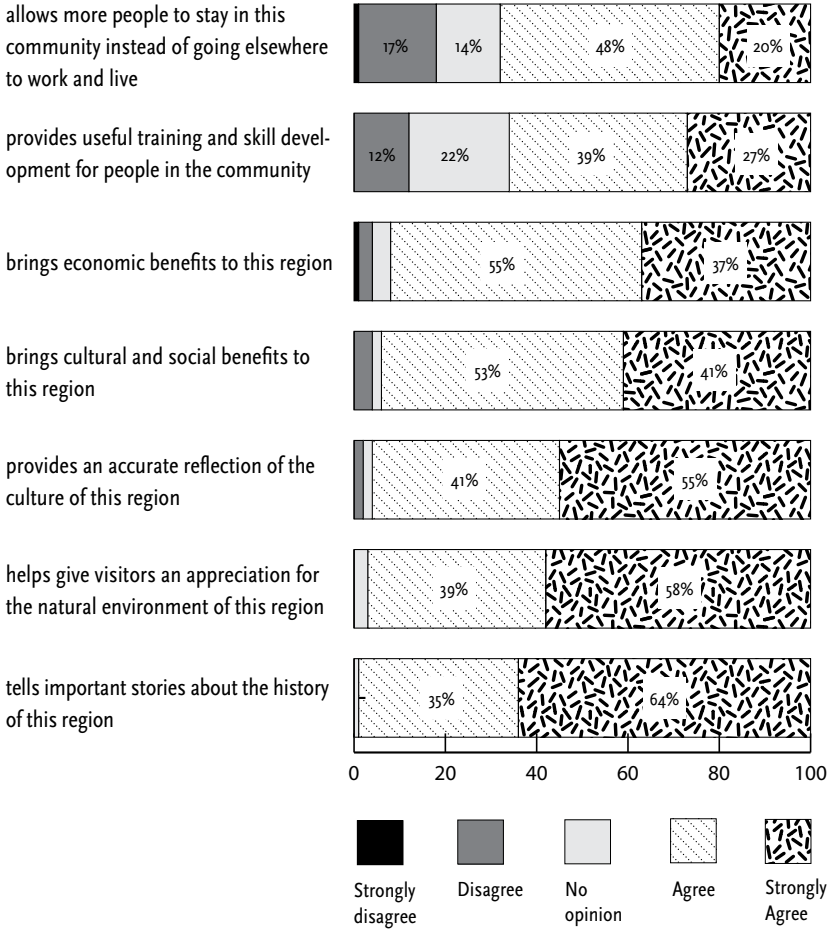 allows more people to stay in this
community instead of going elsewhere
to work and live
17% 14% 48% 20%
provides useful training and skill devel-
opment for people in the community
12% 22% 39% 27%
brings economic benefits to this region
55% 37%
brings cultural and social benefits to
this region
53% 41%
provides an accurate reflection of the
culture of this region
41% 55%
helps give visitors an appreciation for
the natural environment of this region
39% 58%
tells important stories about the history
of this region
35% 64%
0 20 40 60 80 100
Strongly
disagree
Disagree
No
opinion
Agree
Strongly
Agree